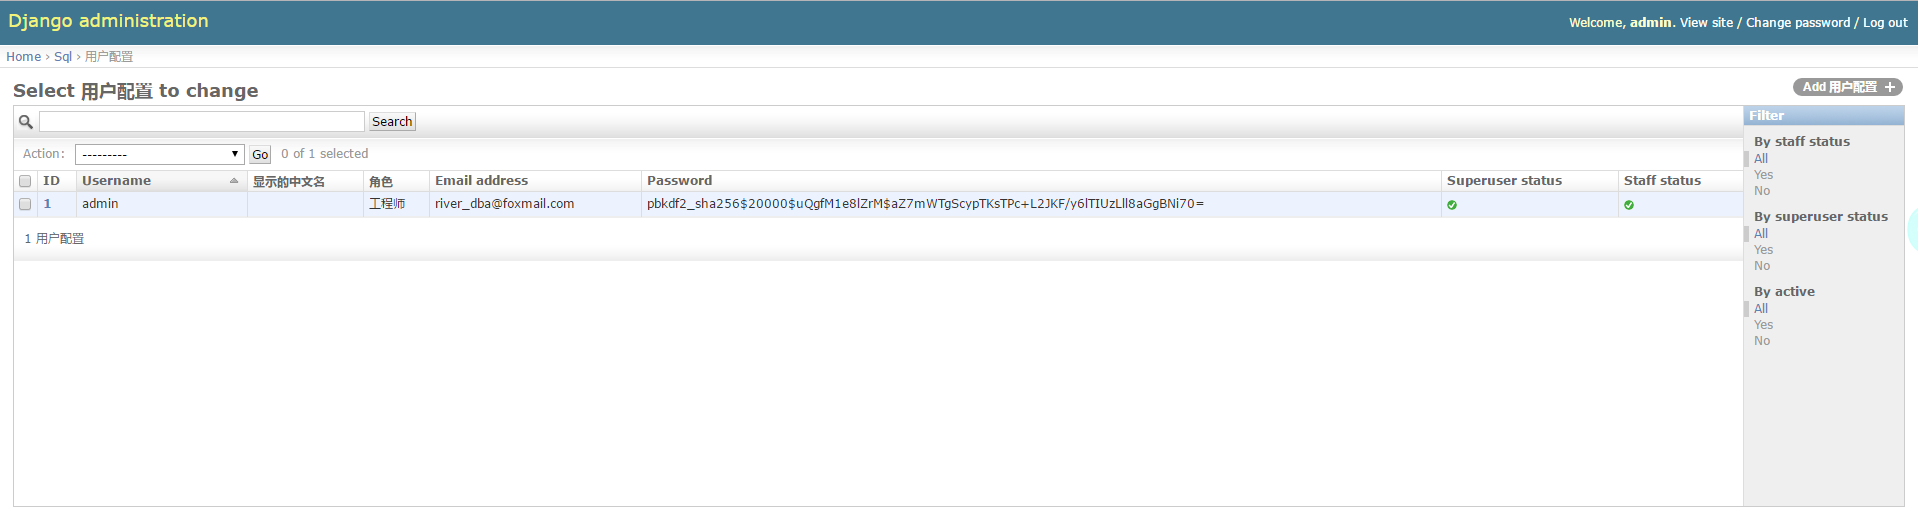 Django administration
Welcome, admin. View site / Change password / Log out
Home › Sql › 用户配置
Select 用户配置 to change
Add 用户配置 +
Search
Action: --------- Go 0 of 1 selected
ID Username 显示的中文名 角色 Email address Password Superuser status Staff status
1 admin 工程师 river_dba@foxmail.com pbkdf2_sha256$20000$uQgfM1e8lZrM$aZ7mWTgScypTKsTPc+L2JKF/y6lTIUzLll8aGgBNi70=
1 用户配置
Filter
By staff status
All
Yes
No
By superuser status
All
Yes
No
By active
All
Yes
No